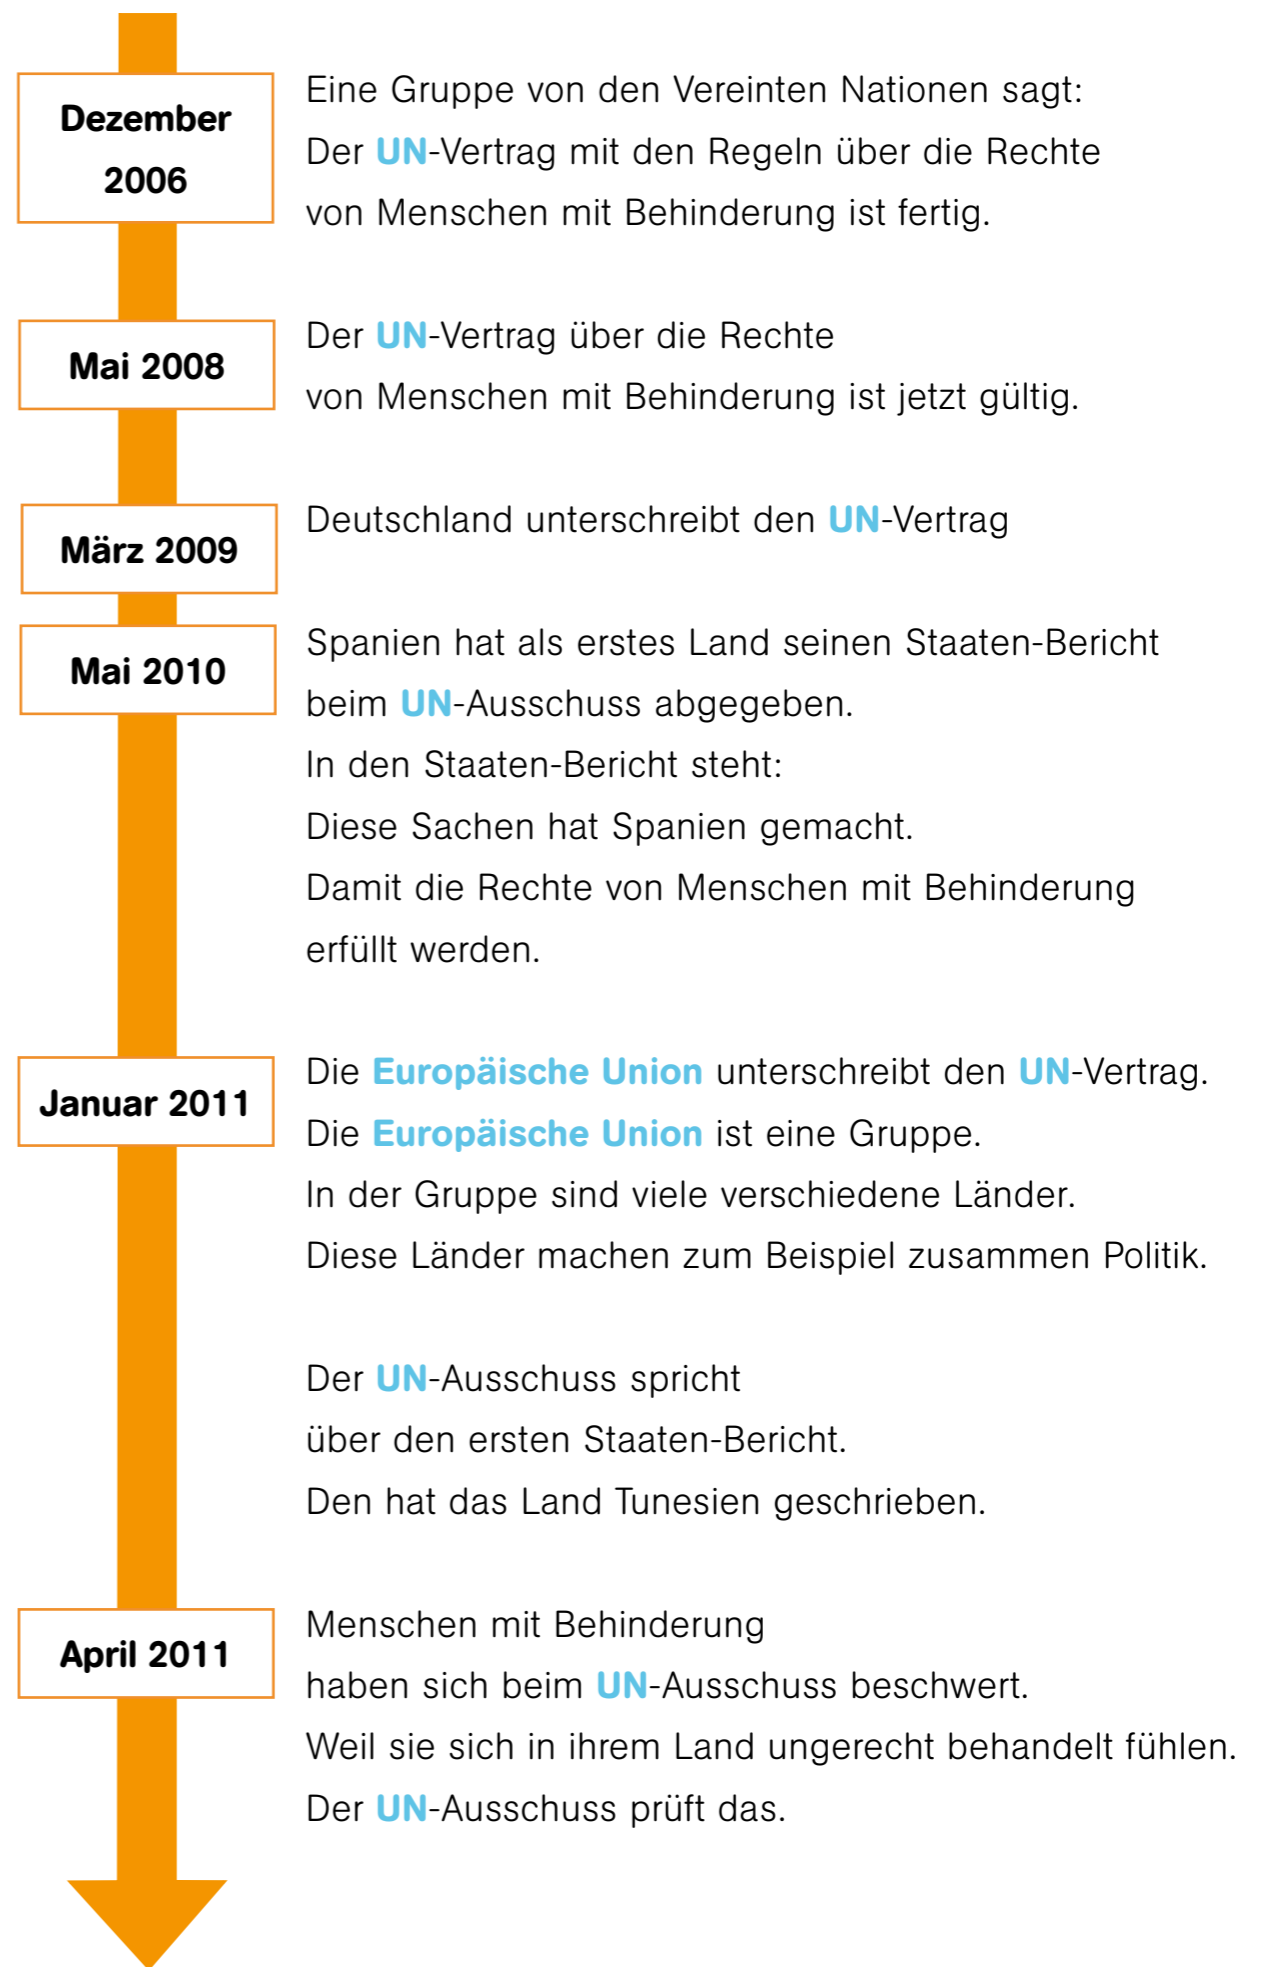 Dezember
2006
Eine Gruppe von den Vereinten Nationen sagt:
Der UN-Vertrag mit den Regeln über die Rechte
von Menschen mit Behinderung ist fertig.
Mai 2008
Der UN-Vertrag über die Rechte
von Menschen mit Behinderung ist jetzt gültig.
März 2009
Deutschland unterschreibt den UN-Vertrag
Mai 2010
Spanien hat als erstes Land seinen Staaten-Bericht
beim UN-Ausschuss abgegeben.
In den Staaten-Bericht steht:
Diese Sachen hat Spanien gemacht.
Damit die Rechte von Menschen mit Behinderung
erfüllt werden.
Januar 2011
Die Europäische Union unterschreibt den UN-Vertrag.
Die Europäische Union ist eine Gruppe.
In der Gruppe sind viele verschiedene Länder.
Diese Länder machen zum Beispiel zusammen Politik.
Der UN-Ausschuss spricht
über den ersten Staaten-Bericht.
Den hat das Land Tunesien geschrieben.
April 2011
Menschen mit Behinderung
haben sich beim UN-Ausschuss beschwert.
Weil sie sich in ihrem Land ungerecht behandelt fühlen.
Der UN-Ausschuss prüft das.